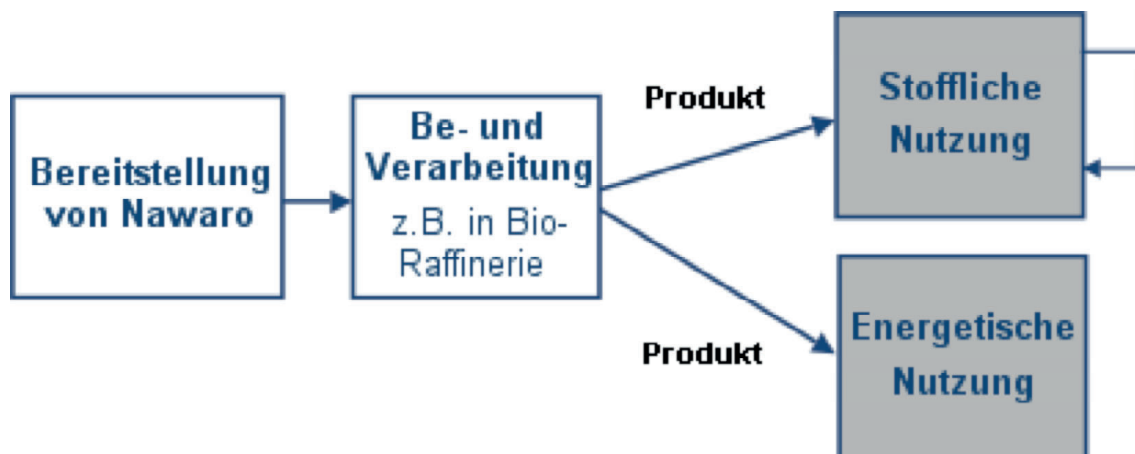 Bereitstellung
von Nawaro
Be- und
Verarbeitung
z.B. in Bio-
Raffinerie
Produkt
Stoffliche
Nutzung
Produkt
Energetische
Nutzung